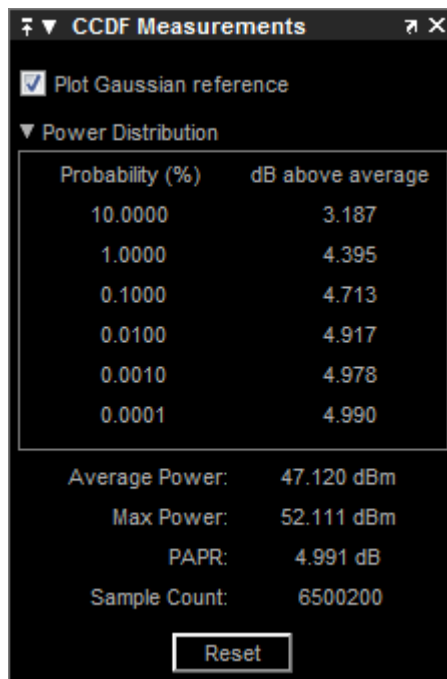 CCDF Measurements
Plot Gaussian reference
Power Distribution
Probability (%) dB above average
10.0000 3.187
1.0000 4.395
0.1000 4.713
0.0100 4.917
0.0010 4.978
0.0001 4.990
Average Power: 47.120 dBm
Max Power: 52.111 dBm
PAPR: 4.991 dB
Sample Count: 6500200
Reset